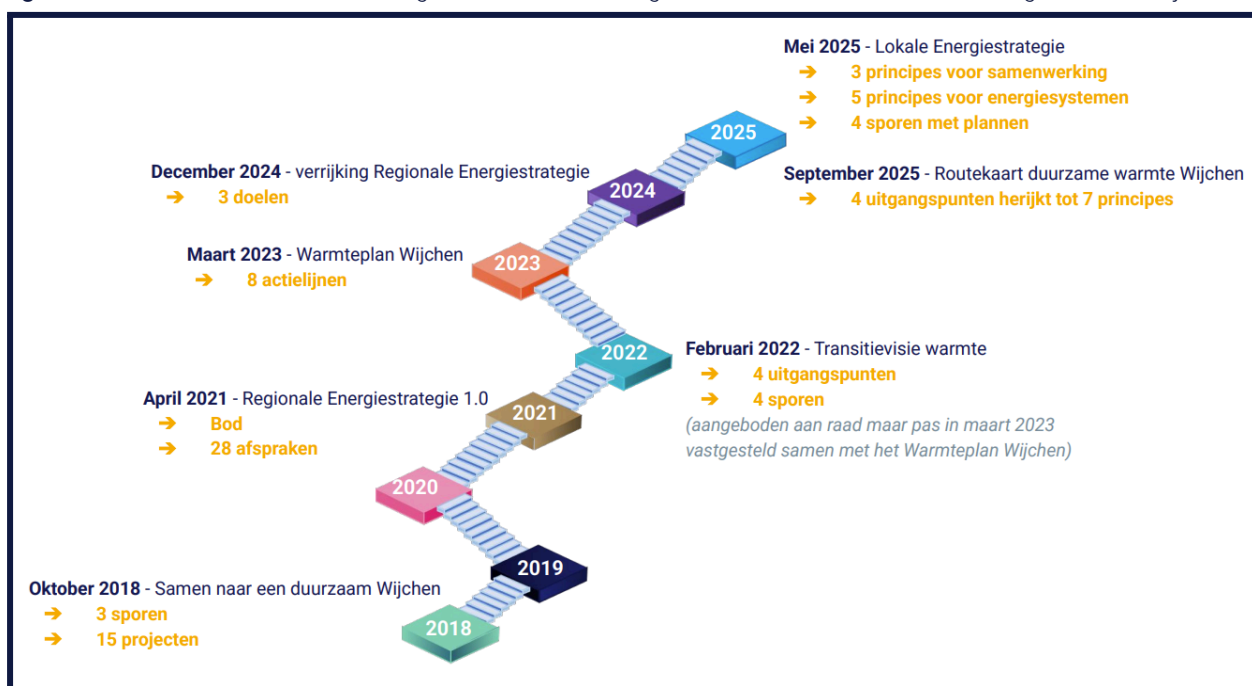 Mei 2025 - Lokale Energiestrategie
➔ 3 principes voor samenwerking
➔ 5 principes voor energiesystemen
➔ 4 sporen met plannen
2025
December 2024 - verrijking Regionale Energiestrategie
➔ 3 doelen
2024
September 2025 - Routekaart duurzame warmte Wijchen
➔ 4 uitgangspunten herijkt tot 7 principes
Maart 2023 - Warmteplan Wijchen
➔ 8 actielijnen
2023
2022
Februari 2022 - Transitievisie warmte
➔ 4 uitgangspunten
➔ 4 sporen
(aangeboden aan raad maar pas in maart 2023
vastgesteld samen met het Warmteplan Wijchen)
April 2021 - Regionale Energiestrategie 1.0
➔ Bod
➔ 28 afspraken
2021
2020
2019
Oktober 2018 - Samen naar een duurzaam Wijchen
➔ 3 sporen
➔ 15 projecten
2018